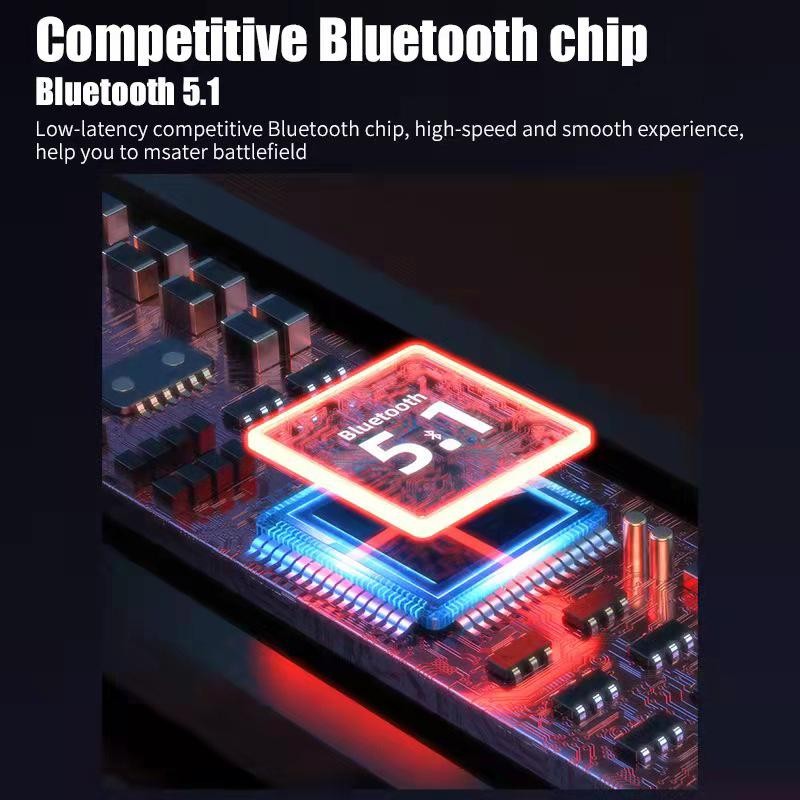 Competitive Bluetooth chip
Bluetooth 5.1
Low-latency competitive Bluetooth chip, high-speed and smooth experience,
help you to msater battlefield
Bluetooth
5.1